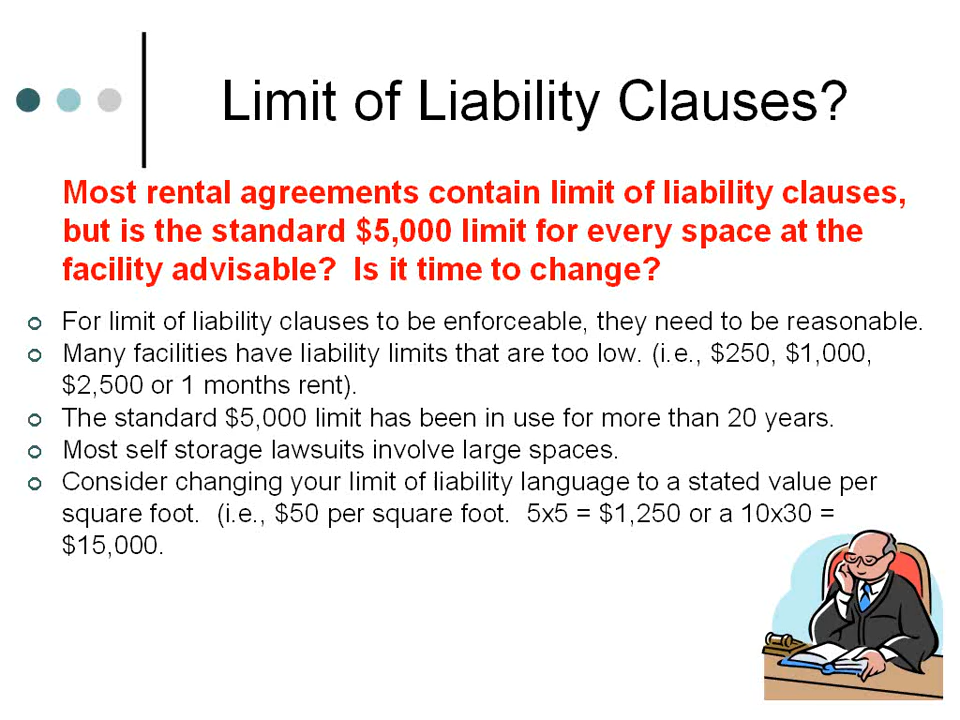 Limit of Liability Clauses?
Most rental agreements contain limit of liability clauses,
but is the standard $5,000 limit for every space at the
facility advisable? Is it time to change?
For limit of liability clauses to be enforceable, they need to be reasonable.
Many facilities have liability limits that are too low. (i.e., $250, $1,000,
$2,500 or 1 months rent).
The standard $5,000 limit has been in use for more than 20 years.
Most self storage lawsuits involve large spaces.
Consider changing your limit of liability language to a stated value per
square foot. (i.e., $50 per square foot. 5x5 = $1,250 or a 10x30 =
$15,000.